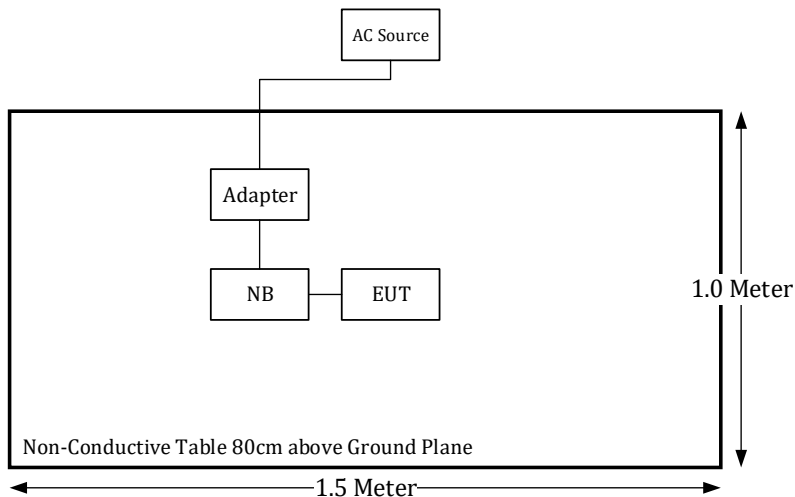 AC Source
Adapter
NB
EUT
1.0 Meter
Non-Conductive Table 80cm above Ground Plane
1.5 Meter